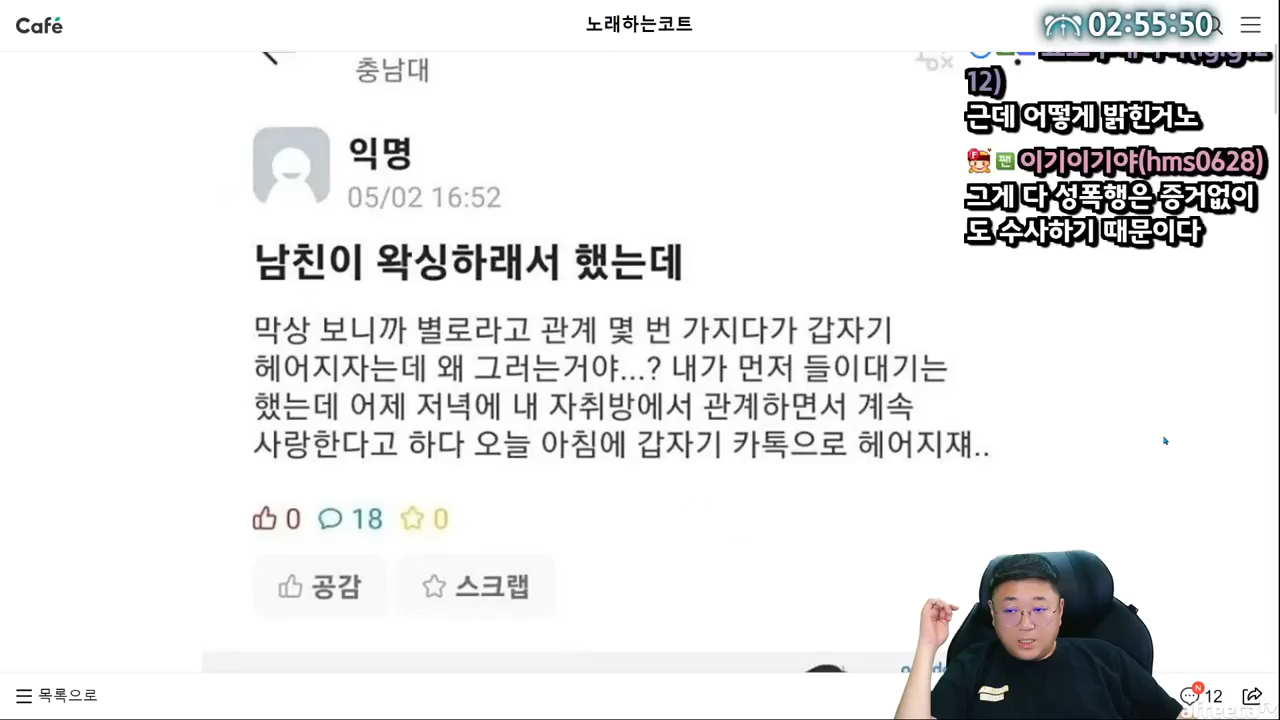 Café
노래하는코트
02:55:50
충남대
12)
근데 어떻게 밝힌거노
팬 이기이기야(hms0628)
그게 다 성폭행은 증거없이
도 수사하기 때문이다
익명
05/02 16:52
남친이 왁싱하래서 했는데
막상 보니까 별로라고 관계 몇 번 가지다가 갑자기
헤어지자는데 왜 그러는거야...? 내가 먼저 들이대기는
했는데 어제 저녁에 내 자취방에서 관계하면서 계속
사랑한다고 하다 오늘 아침에 갑자기 카톡으로 헤어지쟤..
0 18 0
공감 스크랩
목록으로
N
12
afreecaTV